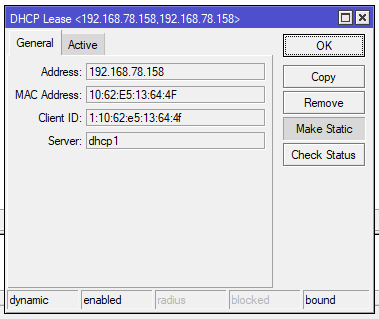 DHCP Lease <192.168.78.158,192.168.78.158>
General Active
OK
Address: 192.168.78.158
Copy
MAC Address: 10:62:E5:13:64:4F
Remove
Client ID: 1:10:62:e5:13:64:4f
Make Static
Server: dhcp1
Check Status
dynamic enabled radius blocked bound